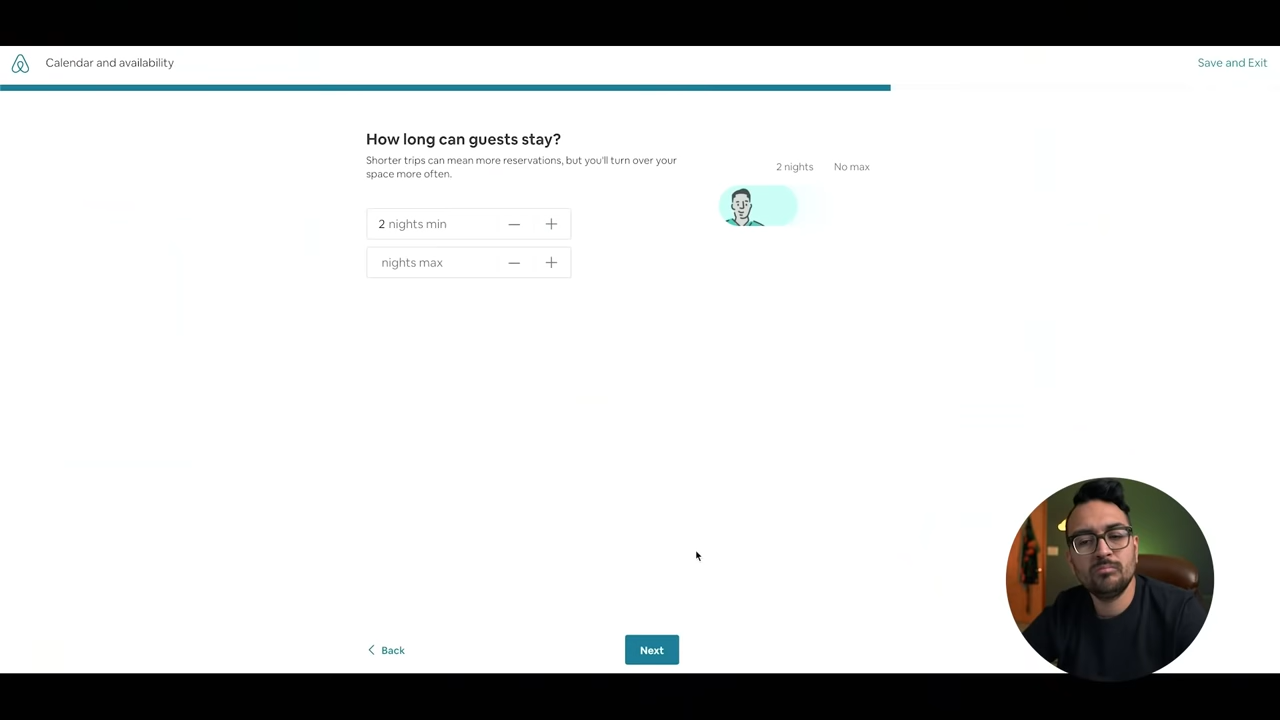 Calendar and availability
Save and Exit
How long can guests stay?
Shorter trips can mean more reservations, but you'll turn over your
space more often.
2 nights No max
2 nights min
nights max
Back
Next